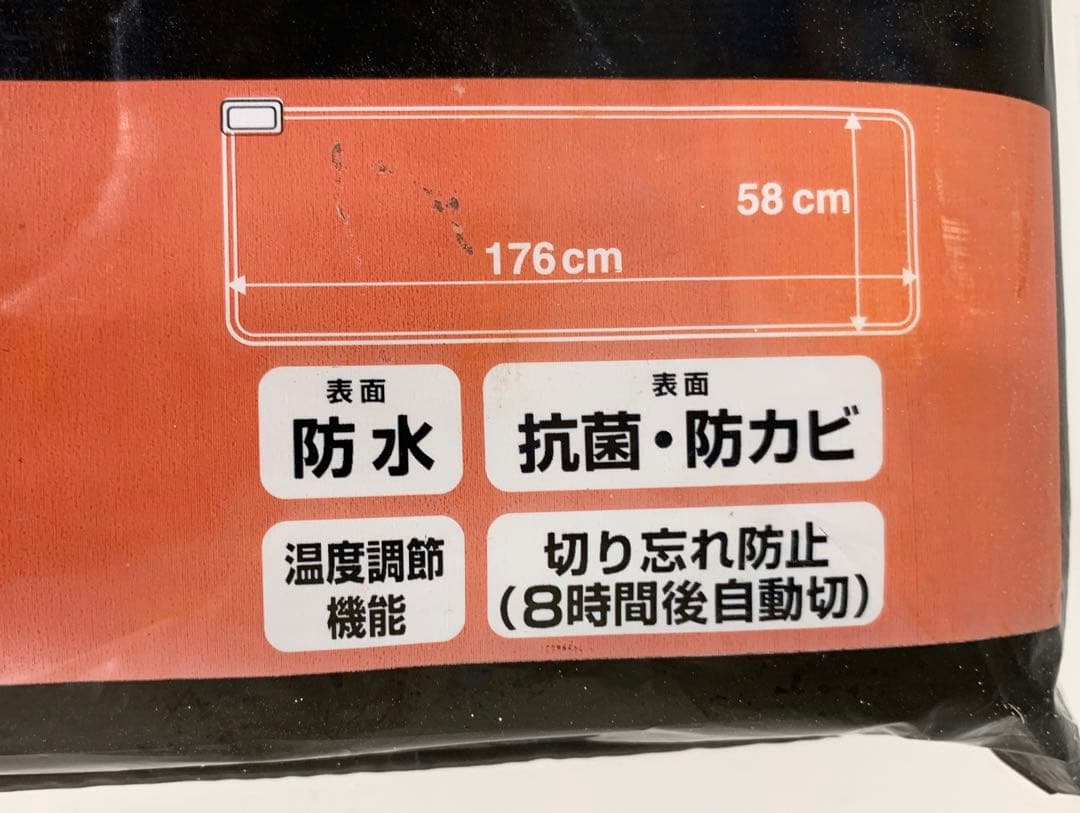 58 cm
176cm
表面
防水
表面
抗菌・防カビ
温度調節
機能
切り忘れ防止
(8時間後自動切)